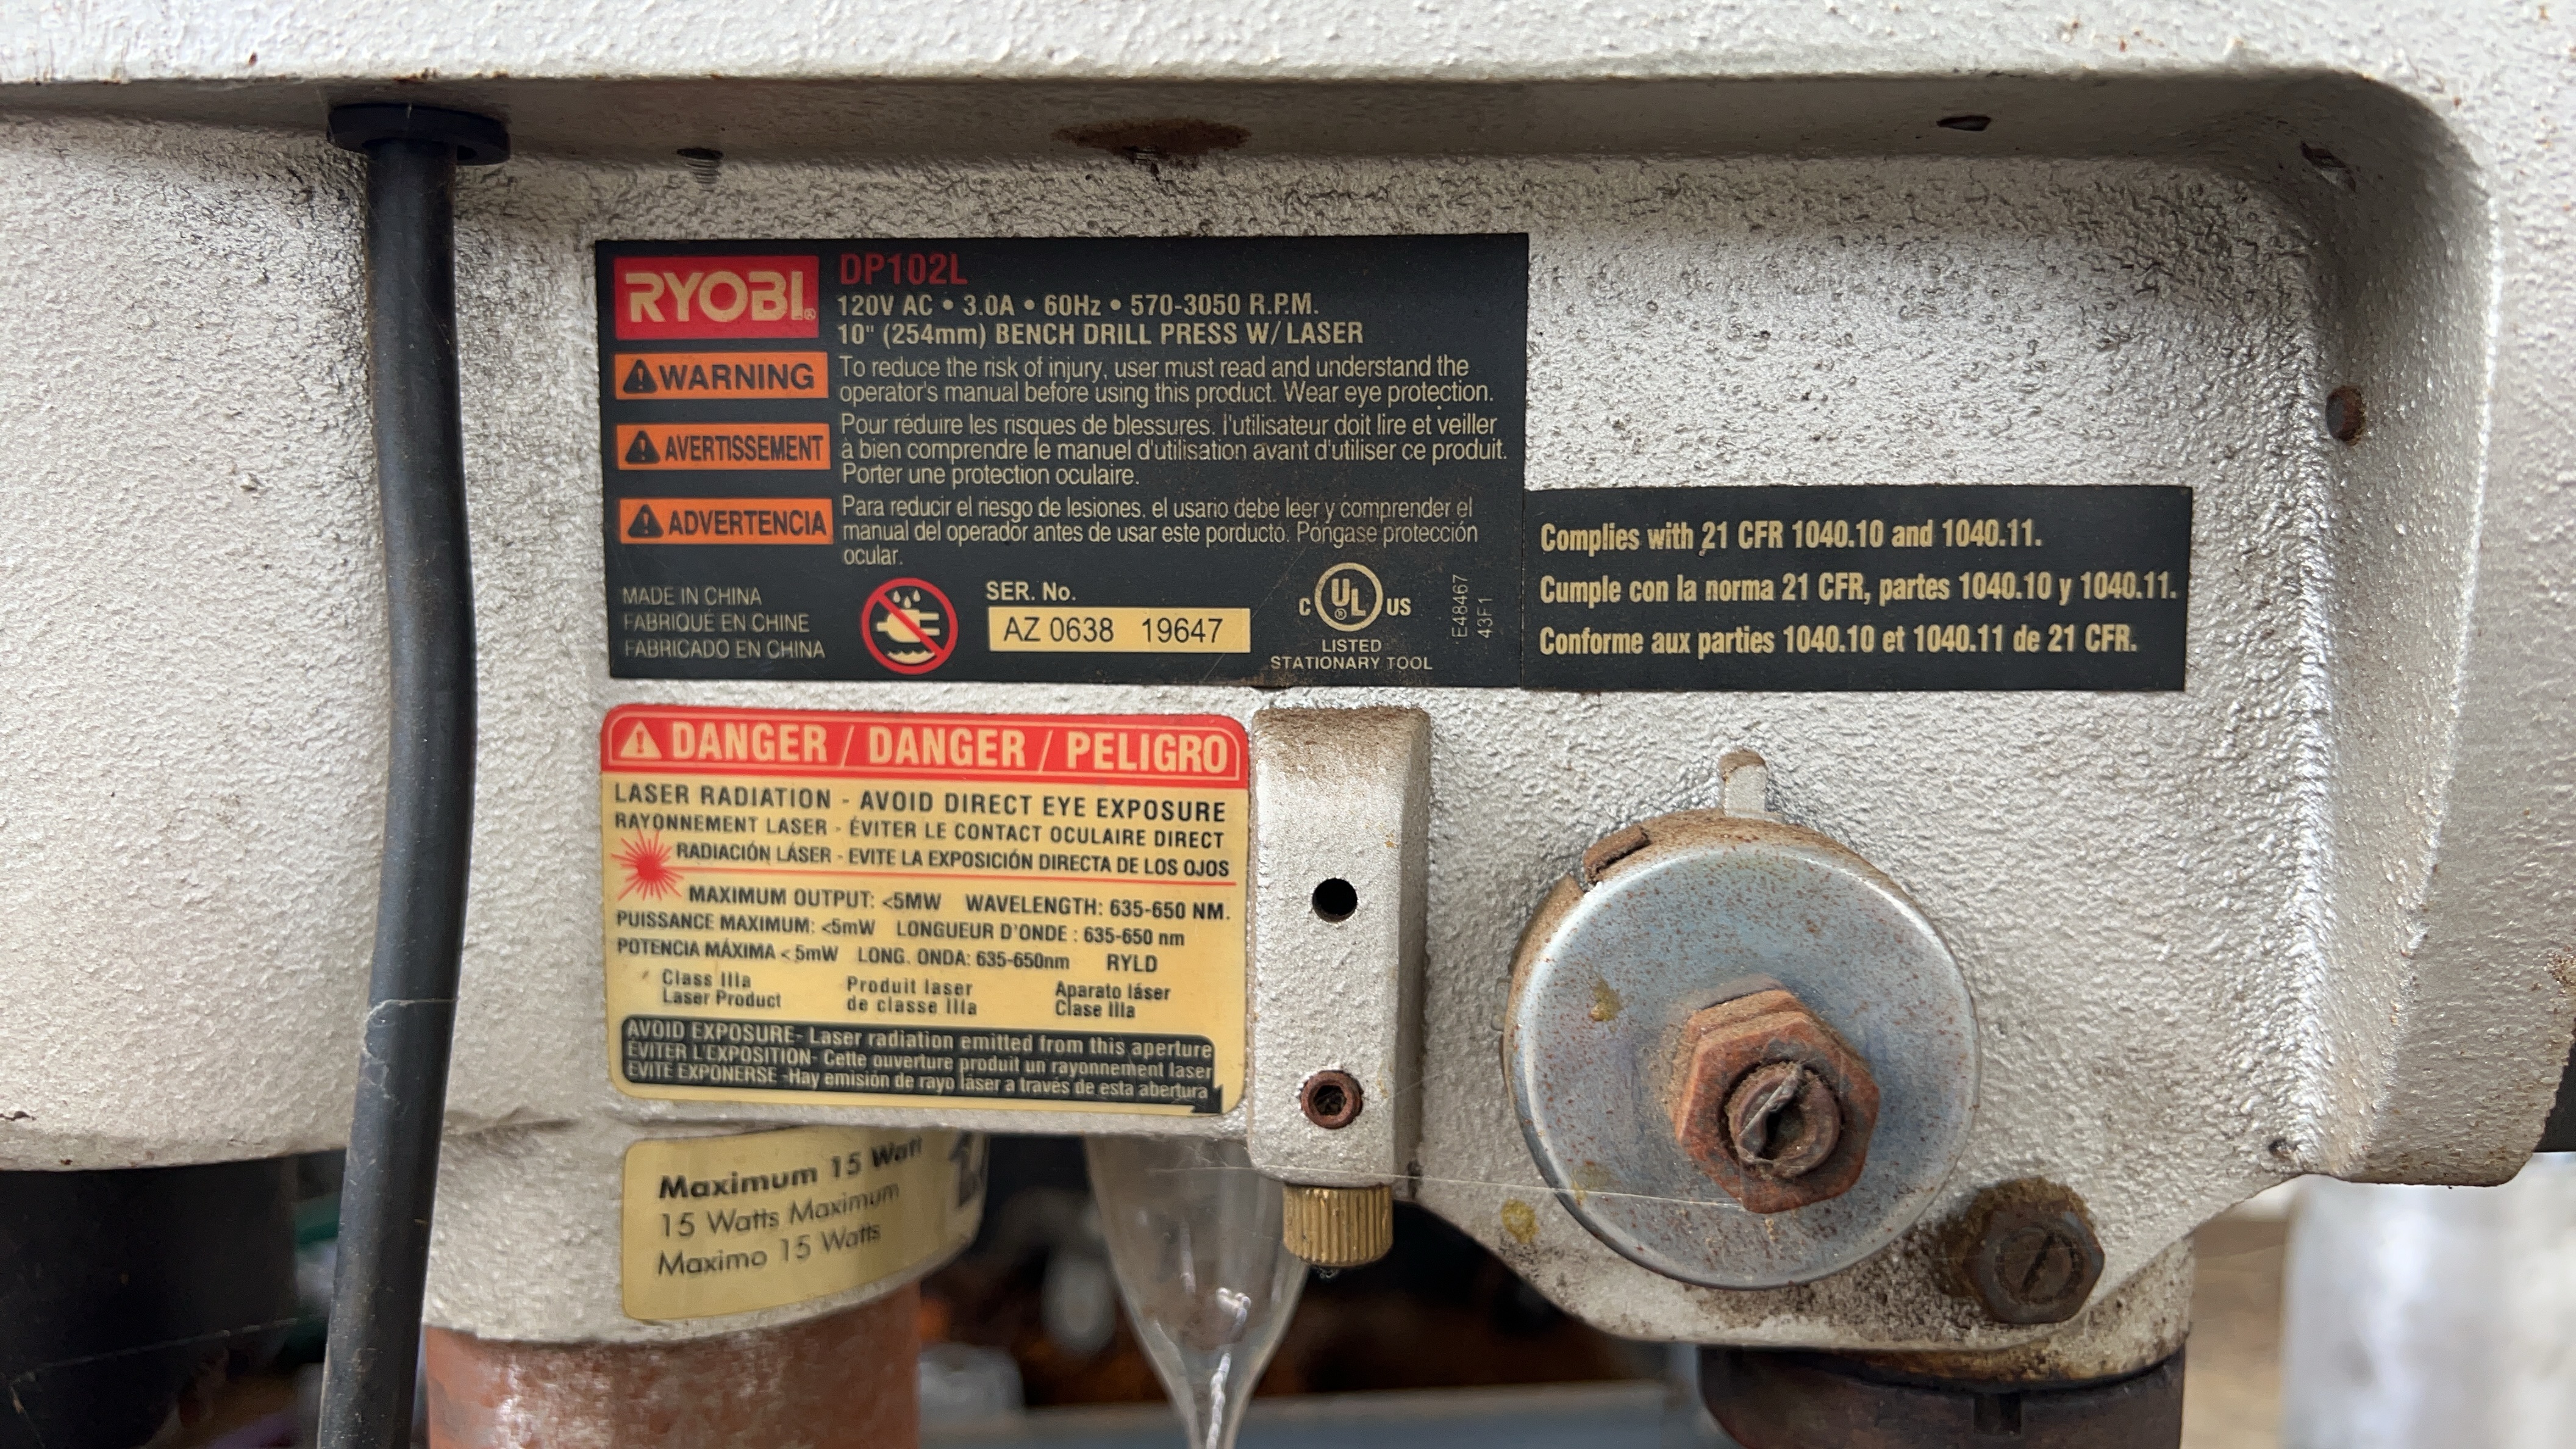 RYOBI®
DP102L
120V AC • 3.0A • 60Hz • 570-3050 R.P.M.
10" (254mm) BENCH DRILL PRESS W/ LASER
WARNING
To reduce the risk of injury, user must read and understand the
operator's manual before using this product. Wear eye protection.
AVERTISSEMENT
Pour réduire les risques de blessures. l'utilisateur doit lire et veiller
à bien comprendre le manuel d'utilisation avant d'utiliser ce produit.
Porter une protection oculaire.
ADVERTENCIA
Para reducir el riesgo de lesiones, el usario debe leer y comprender el
manual del operador antes de usar este porducto. Póngase protección
ocular.
MADE IN CHINA
FABRIQUÉ EN CHINE
FABRICADO EN CHINA
SER. No.
AZ 0638 19647
C UL® US
LISTED
STATIONARY TOOL
E48467
43F1
Complies with 21 CFR 1040.10 and 1040.11.
Cumple con la norma 21 CFR, partes 1040.10 y 1040.11.
Conforme aux parties 1040.10 et 1040.11 de 21 CFR.
DANGER / DANGER / PELIGRO
LASER RADIATION - AVOID DIRECT EYE EXPOSURE
RAYONNEMENT LASER - ÉVITER LE CONTACT OCULAIRE DIRECT
RADIACIÓN LÁSER - EVITE LA EXPOSICIÓN DIRECTA DE LOS OJOS
MAXIMUM OUTPUT: <5MW WAVELENGTH: 635-650 NM.
PUISSANCE MAXIMUM: <5mW LONGUEUR D'ONDE : 635-650 nm
POTENCIA MÁXIMA < 5mW LONG. ONDA: 635-650nm RYLD
Class IIIa Produit laser Aparato láser
Laser Product de classe IIIa Clase IIIa
AVOID EXPOSURE- Laser radiation emitted from this aperture
ÉVITER L'EXPOSITION- Cette ouverture produit un rayonnement laser
EVITE EXPONERSE -Hay emisión de rayo láser a través de esta abertura
Maximum 15 Watt
15 Watts Maximum
Maximo 15 Watts